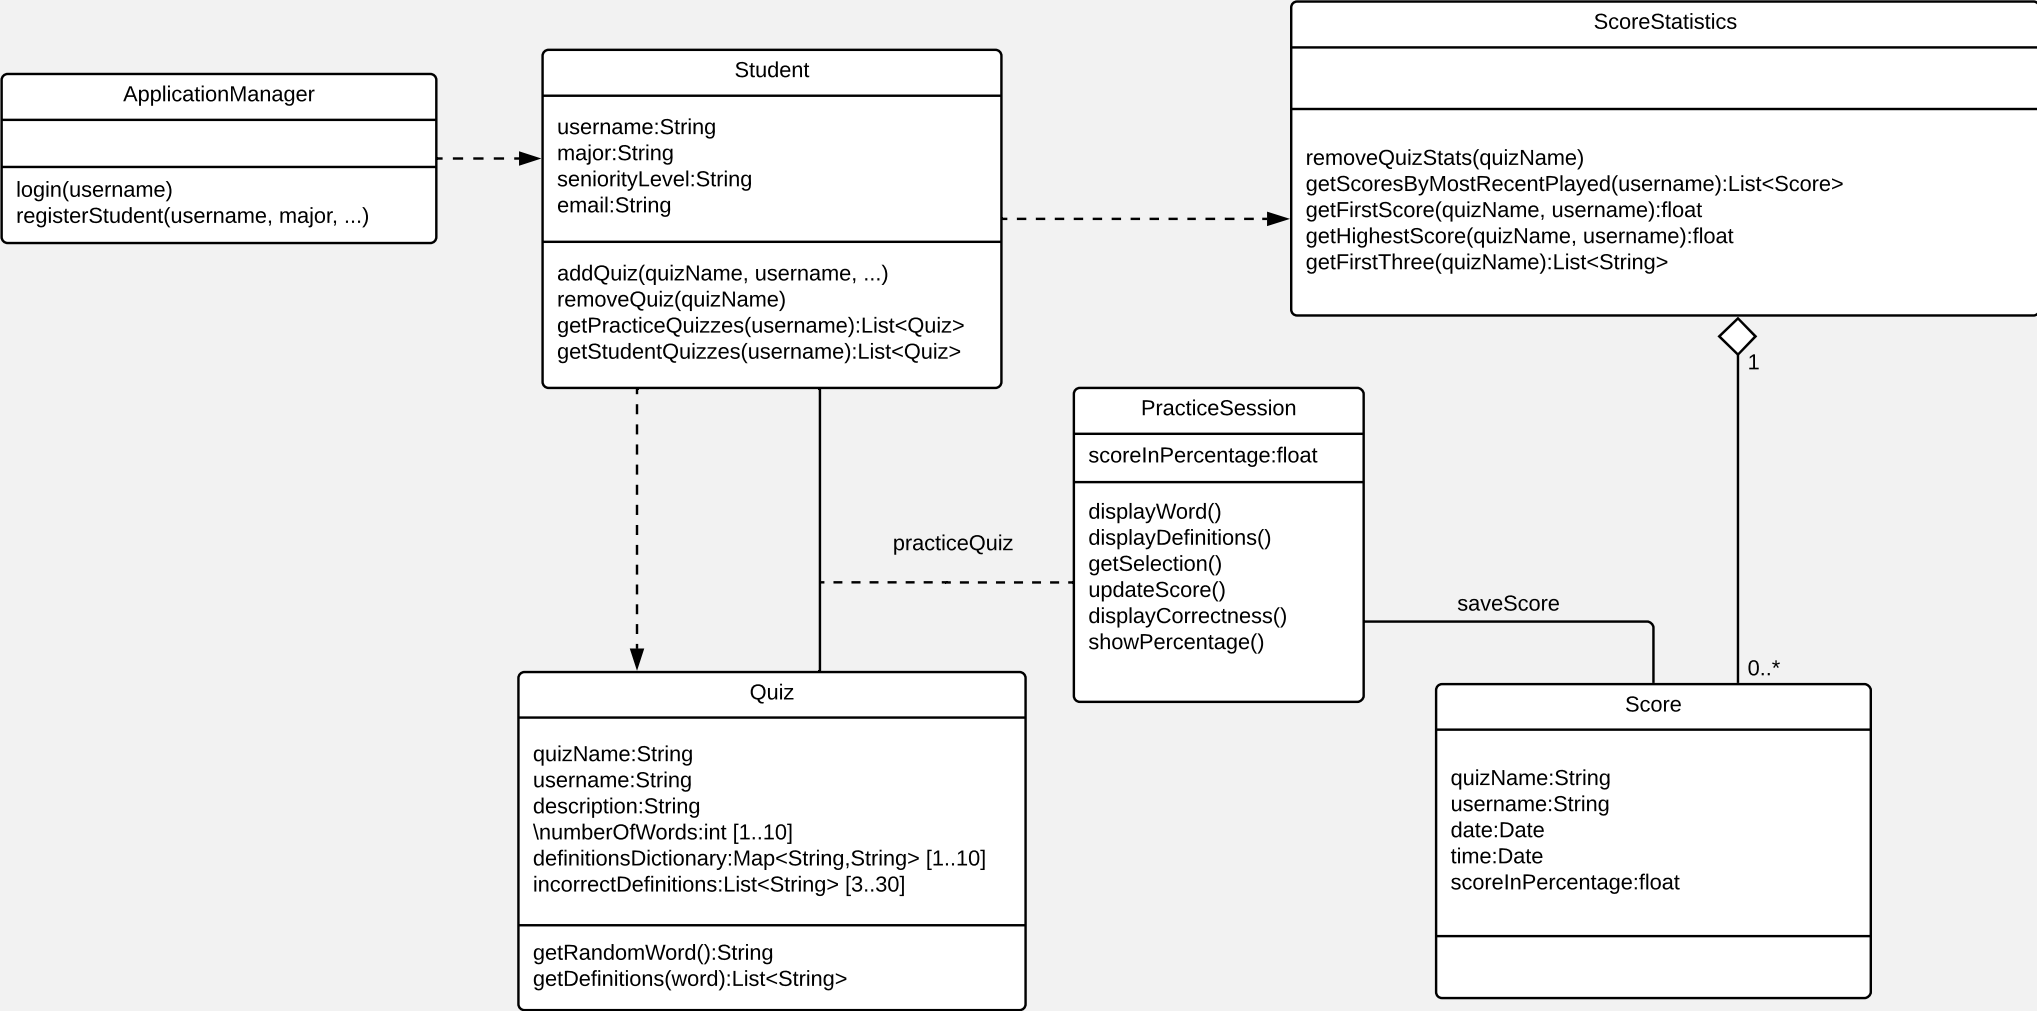 ApplicationManager
login(username)
registerStudent(username, major, ...)
Student
username:String
major:String
seniorityLevel:String
email:String
addQuiz(quizName, username, ...)
removeQuiz(quizName)
getPracticeQuizzes(username):List<Quiz>
getStudentQuizzes(username):List<Quiz>
ScoreStatistics
removeQuizStats(quizName)
getScoresByMostRecentPlayed(username):List<Score>
getFirstScore(quizName, username):float
getHighestScore(quizName, username):float
getFirstThree(quizName):List<String>
1
PracticeSession
scoreInPercentage:float
displayWord()
displayDefinitions()
getSelection()
updateScore()
displayCorrectness()
showPercentage()
practiceQuiz
saveScore
0..*
Quiz
quizName:String
username:String
description:String
\numberOfWords:int [1..10]
definitionsDictionary:Map<String,String> [1..10]
incorrectDefinitions:List<String> [3..30]
getRandomWord():String
getDefinitions(word):List<String>
Score
quizName:String
username:String
date:Date
time:Date
scoreInPercentage:float